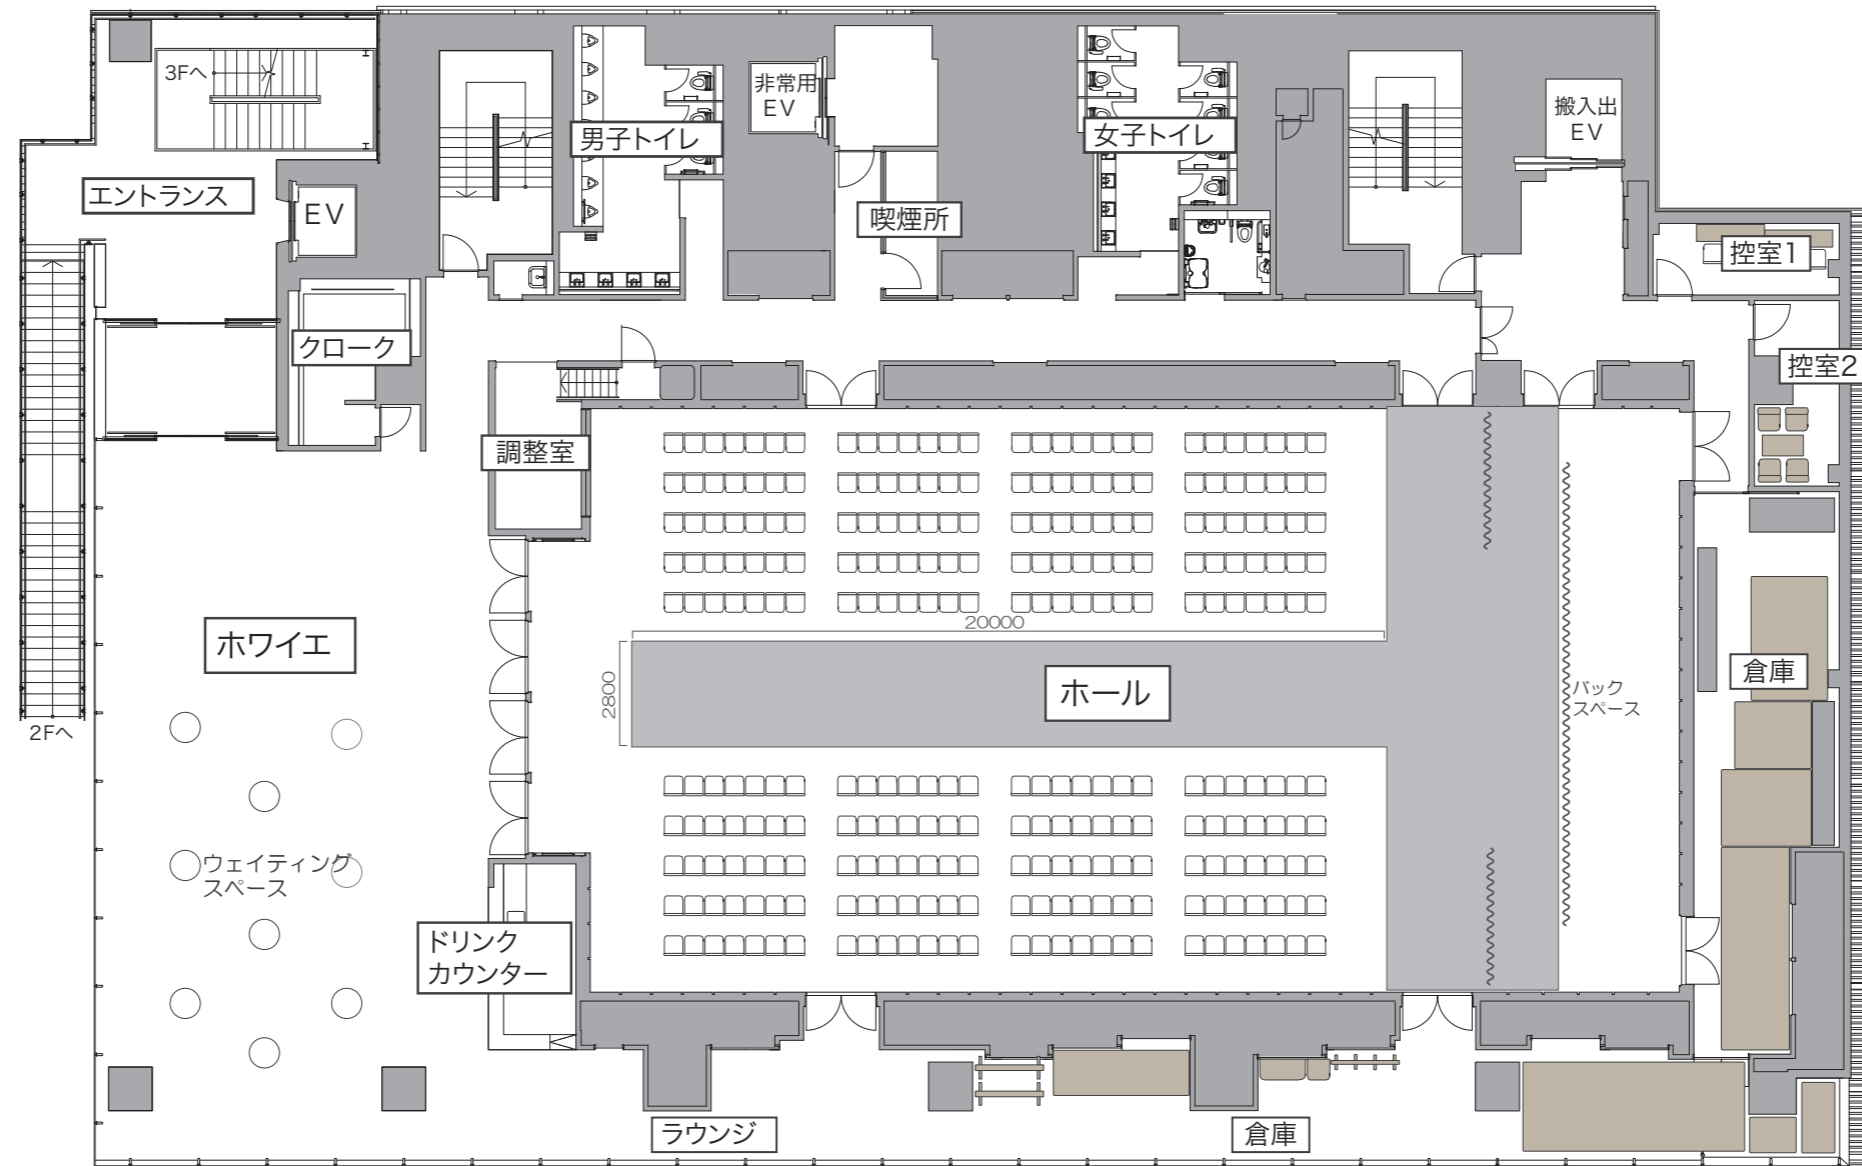 3Fへ
非常用
EV
搬入出
EV
男子トイレ
女子トイレ
エントランス
EV
喫煙所
控室1
クローク
控室2
調整室
20000
ホワイエ
2800
ホール
バック
スペース
倉庫
2Fへ
ウェイティング
スペース
ドリンク
カウンター
ラウンジ
倉庫